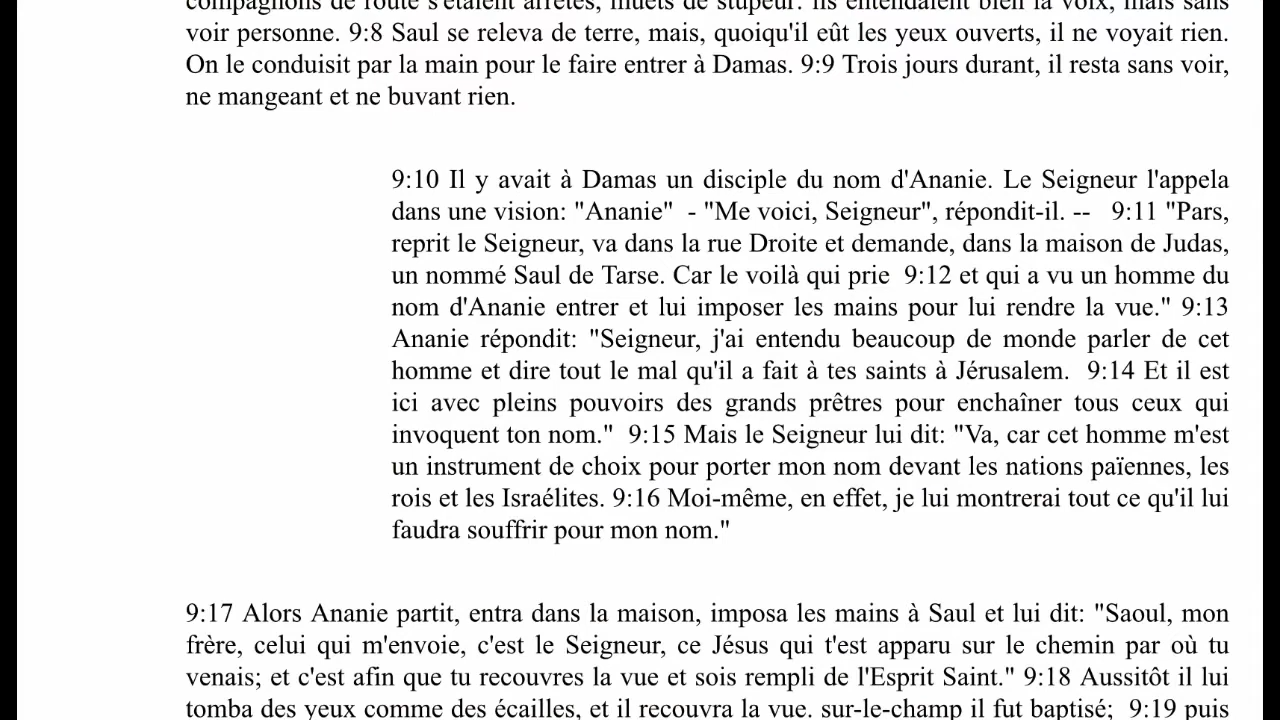 compagnons de route s'étaient arrêtés, muets de stupeur: ils entendaient bien la voix, mais sans
voir personne. 9:8 Saul se releva de terre, mais, quoiqu'il eût les yeux ouverts, il ne voyait rien.
On le conduisit par la main pour le faire entrer à Damas. 9:9 Trois jours durant, il resta sans voir,
ne mangeant et ne buvant rien.
9:10 Il y avait à Damas un disciple du nom d'Ananie. Le Seigneur l'appela
dans une vision: "Ananie"  - "Me voici, Seigneur", répondit-il. --   9:11 "Pars,
reprit le Seigneur, va dans la rue Droite et demande, dans la maison de Judas,
un nommé Saul de Tarse. Car le voilà qui prie  9:12 et qui a vu un homme du
nom d'Ananie entrer et lui imposer les mains pour lui rendre la vue." 9:13
Ananie répondit: "Seigneur, j'ai entendu beaucoup de monde parler de cet
homme et dire tout le mal qu'il a fait à tes saints à Jérusalem.  9:14 Et il est
ici avec pleins pouvoirs des grands prêtres pour enchaîner tous ceux qui
invoquent ton nom."  9:15 Mais le Seigneur lui dit: "Va, car cet homme m'est
un instrument de choix pour porter mon nom devant les nations païennes, les
rois et les Israélites. 9:16 Moi-même, en effet, je lui montrerai tout ce qu'il lui
faudra souffrir pour mon nom."
9:17 Alors Ananie partit, entra dans la maison, imposa les mains à Saul et lui dit: "Saoul, mon
frère, celui qui m'envoie, c'est le Seigneur, ce Jésus qui t'est apparu sur le chemin par où tu
venais; et c'est afin que tu recouvres la vue et sois rempli de l'Esprit Saint." 9:18 Aussitôt il lui
tomba des yeux comme des écailles, et il recouvra la vue. sur-le-champ il fut baptisé;  9:19 puis